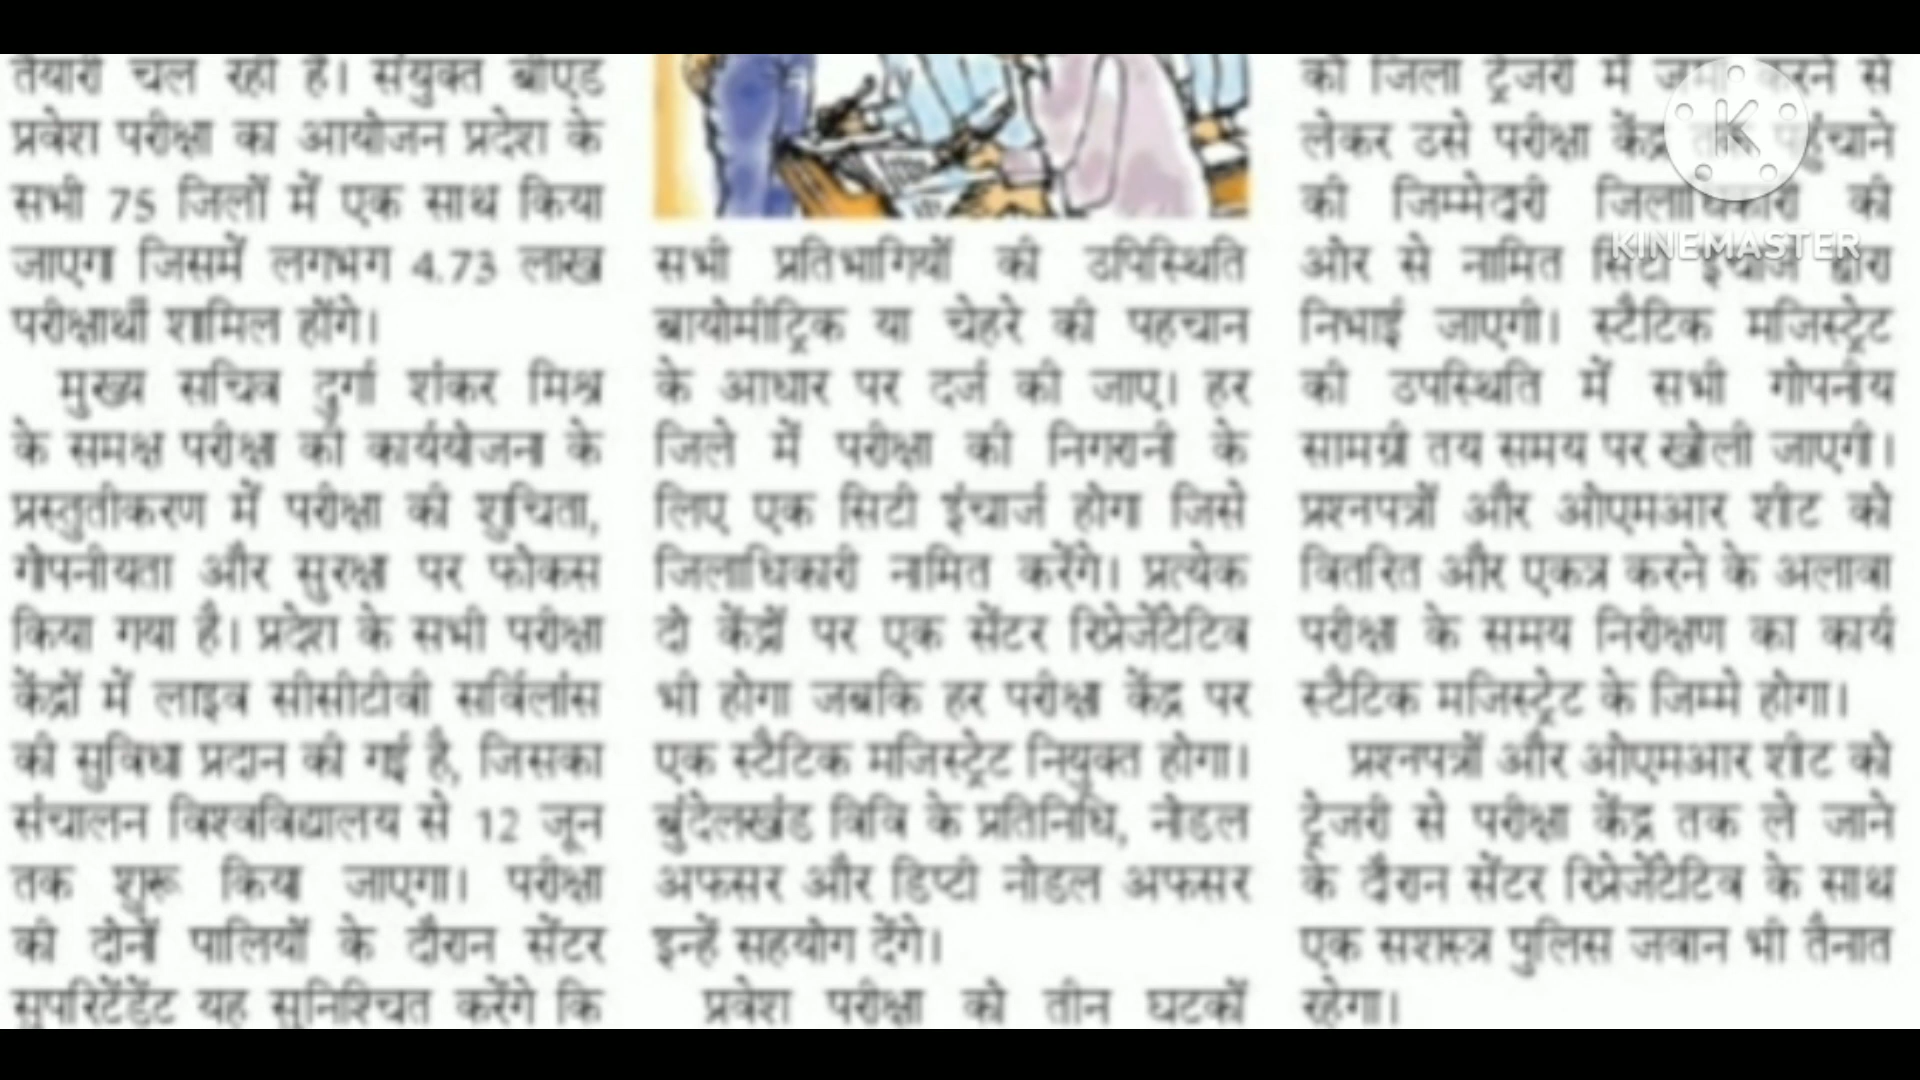 तैयारी चल रही है। संयुक्त बीएड
प्रवेश परीक्षा का आयोजन प्रदेश के
सभी 75 जिलों में एक साथ किया
जाएगा जिसमें लगभग 4.73 लाख
परीक्षार्थी शामिल होंगे।
मुख्य सचिव दुर्गा शंकर मिश्र
के समक्ष परीक्षा की कार्ययोजना के
प्रस्तुतीकरण में परीक्षा की शुचिता,
गोपनीयता और सुरक्षा पर फोकस
किया गया है। प्रदेश के सभी परीक्षा
केंद्रों में लाइव सीसीटीवी सर्विलांस
की सुविधा प्रदान की गई है, जिसका
संचालन विश्वविद्यालय से 12 जून
तक शुरू किया जाएगा। परीक्षा
की दोनों पालियों के दौरान सेंटर
सुपरिटेंडेंट यह सुनिश्चित करेंगे कि
सभी प्रतिभागियों की उपिस्थिति
बायोमीट्रिक या चेहरे की पहचान
के आधार पर दर्ज की जाए। हर
जिले में परीक्षा की निगरानी के
लिए एक सिटी इंचार्ज होगा जिसे
जिलाधिकारी नामित करेंगे। प्रत्येक
दो केंद्रों पर एक सेंटर रिप्रेजेंटेटिव
भी होगा जबकि हर परीक्षा केंद्र पर
एक स्टैटिक मजिस्ट्रेट नियुक्त होगा।
बुंदेलखंड विवि के प्रतिनिधि, नोडल
अफसर और डिप्टी नोडल अफसर
इन्हें सहयोग देंगे।
प्रवेश परीक्षा को तीन घटकों
को जिला ट्रेजरी में जमा करने से
लेकर उसे परीक्षा केंद्र तक पहुंचाने
की जिम्मेदारी जिलाधिकारी की
ओर से नामित सिटी इंचार्ज द्वारा
निभाई जाएगी। स्टैटिक मजिस्ट्रेट
की उपस्थिति में सभी गोपनीय
सामग्री तय समय पर खोली जाएगी।
प्रश्नपत्रों और ओएमआर शीट को
वितरित और एकत्र करने के अलावा
परीक्षा के समय निरीक्षण का कार्य
स्टैटिक मजिस्ट्रेट के जिम्मे होगा।
प्रश्नपत्रों और ओएमआर शीट को
ट्रेजरी से परीक्षा केंद्र तक ले जाने
के दौरान सेंटर रिप्रेजेंटेटिव के साथ
एक सशस्त्र पुलिस जवान भी तैनात
रहेगा।
K
KINEMASTER